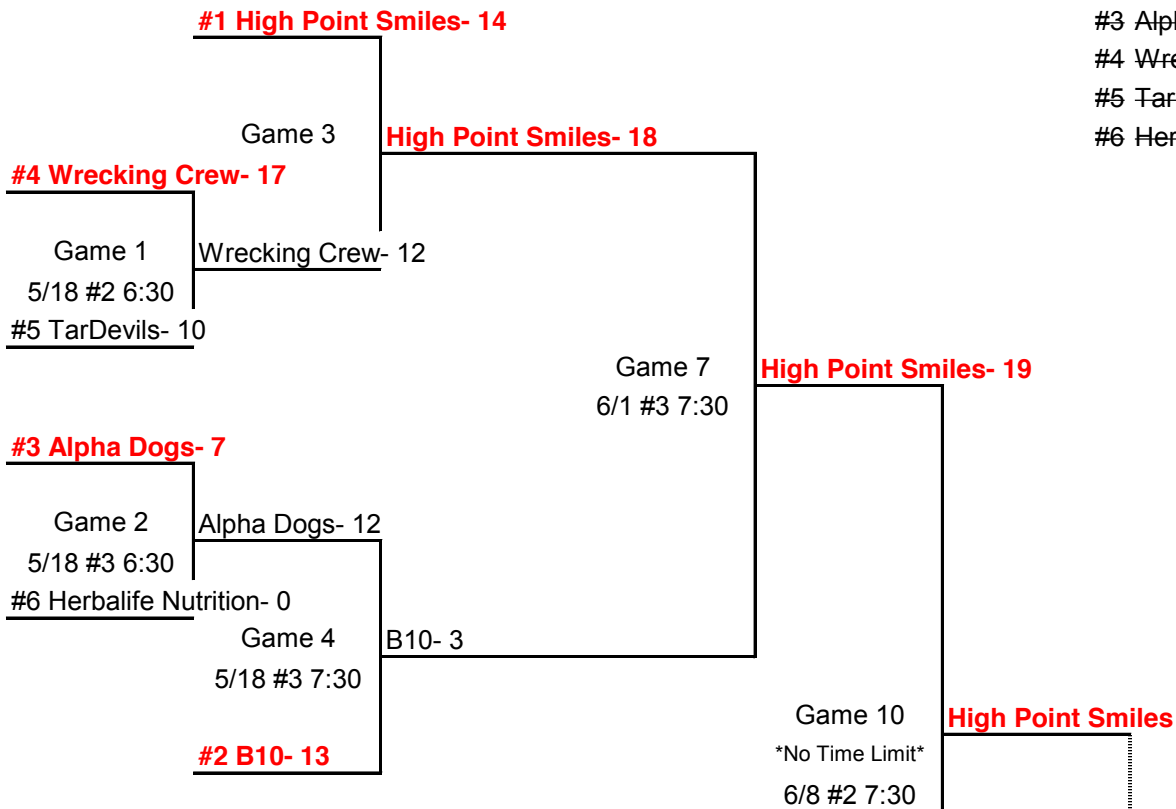 #1 High Point Smiles- 14
Game 3
High Point Smiles- 18
#4 Wrecking Crew- 17
Game 1
Wrecking Crew- 12
5/18 #2 6:30
#5 TarDevils- 10
Game 7
High Point Smiles- 19
6/1 #3 7:30
#3 Alpha Dogs- 7
Game 2
Alpha Dogs- 12
5/18 #3 6:30
#6 Herbalife Nutrition- 0
Game 4
B10- 3
5/18 #3 7:30
Game 10
High Point Smiles
#2 B10- 13
*No Time Limit*
6/8 #2 7:30
#3
#4
#5
#6